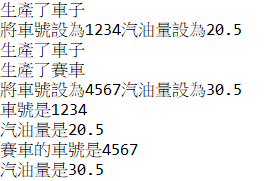 生產了車子
將車號設為1234汽油量設為20.5
生產了車子
生產了賽車
將車號設為4567汽油量設為30.5
車號是1234
汽油量是20.5
賽車的車號是4567
汽油量是30.5